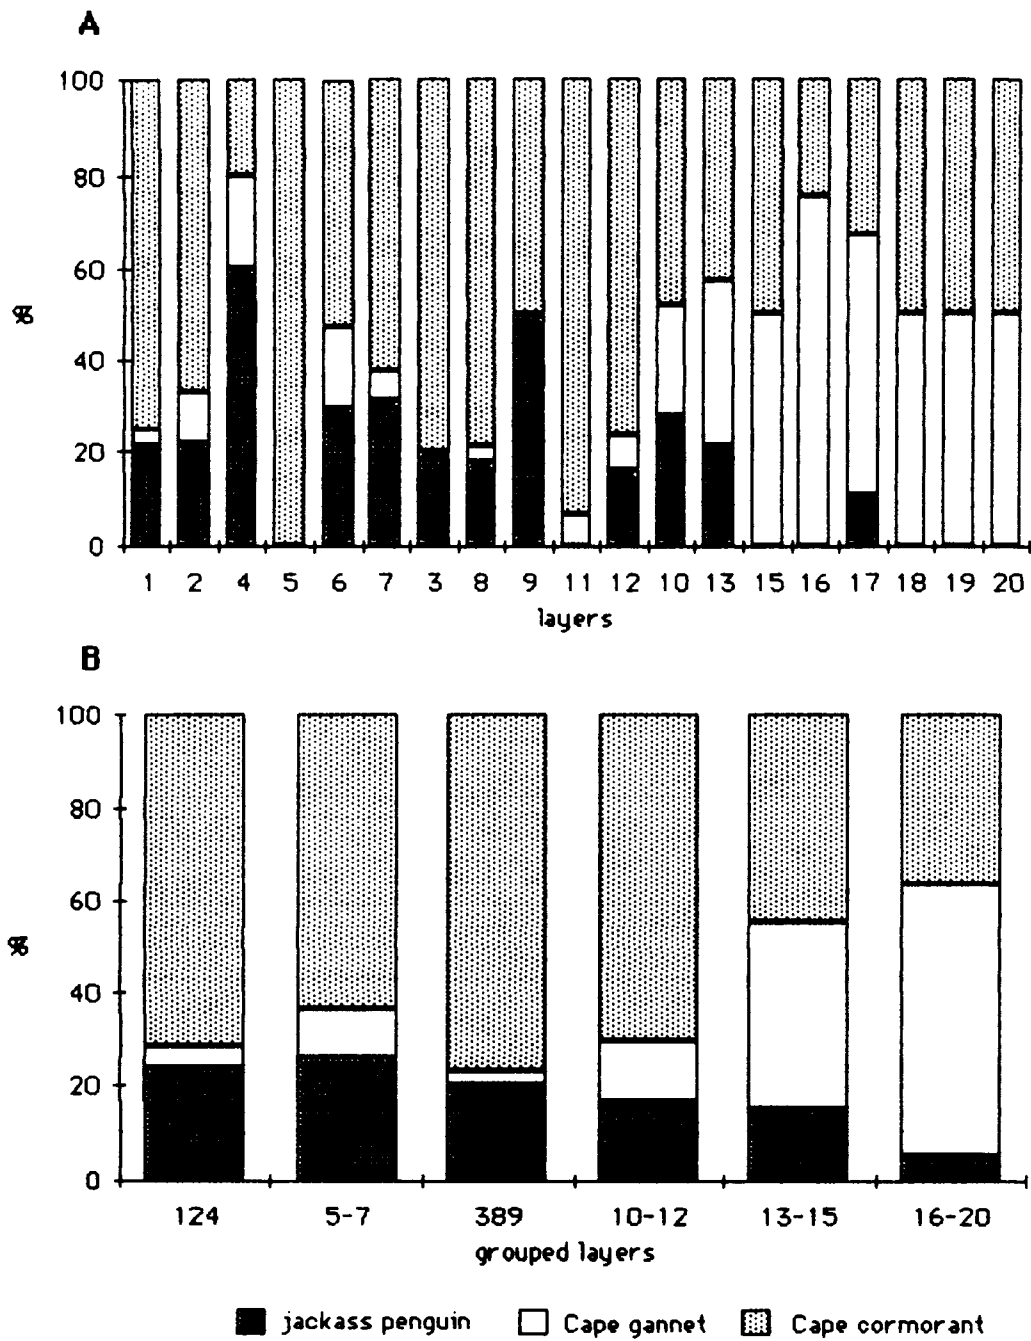 A
100
80
60
40
20
0
%
1 2 4 5 6 7 3 8 9 11 12 10 13 15 16 17 18 19 20
layers
B
100
80
60
40
20
0
%
124 5-7 389 10-12 13-15 16-20
grouped layers
jackass penguin Cape gannet Cape cormorant